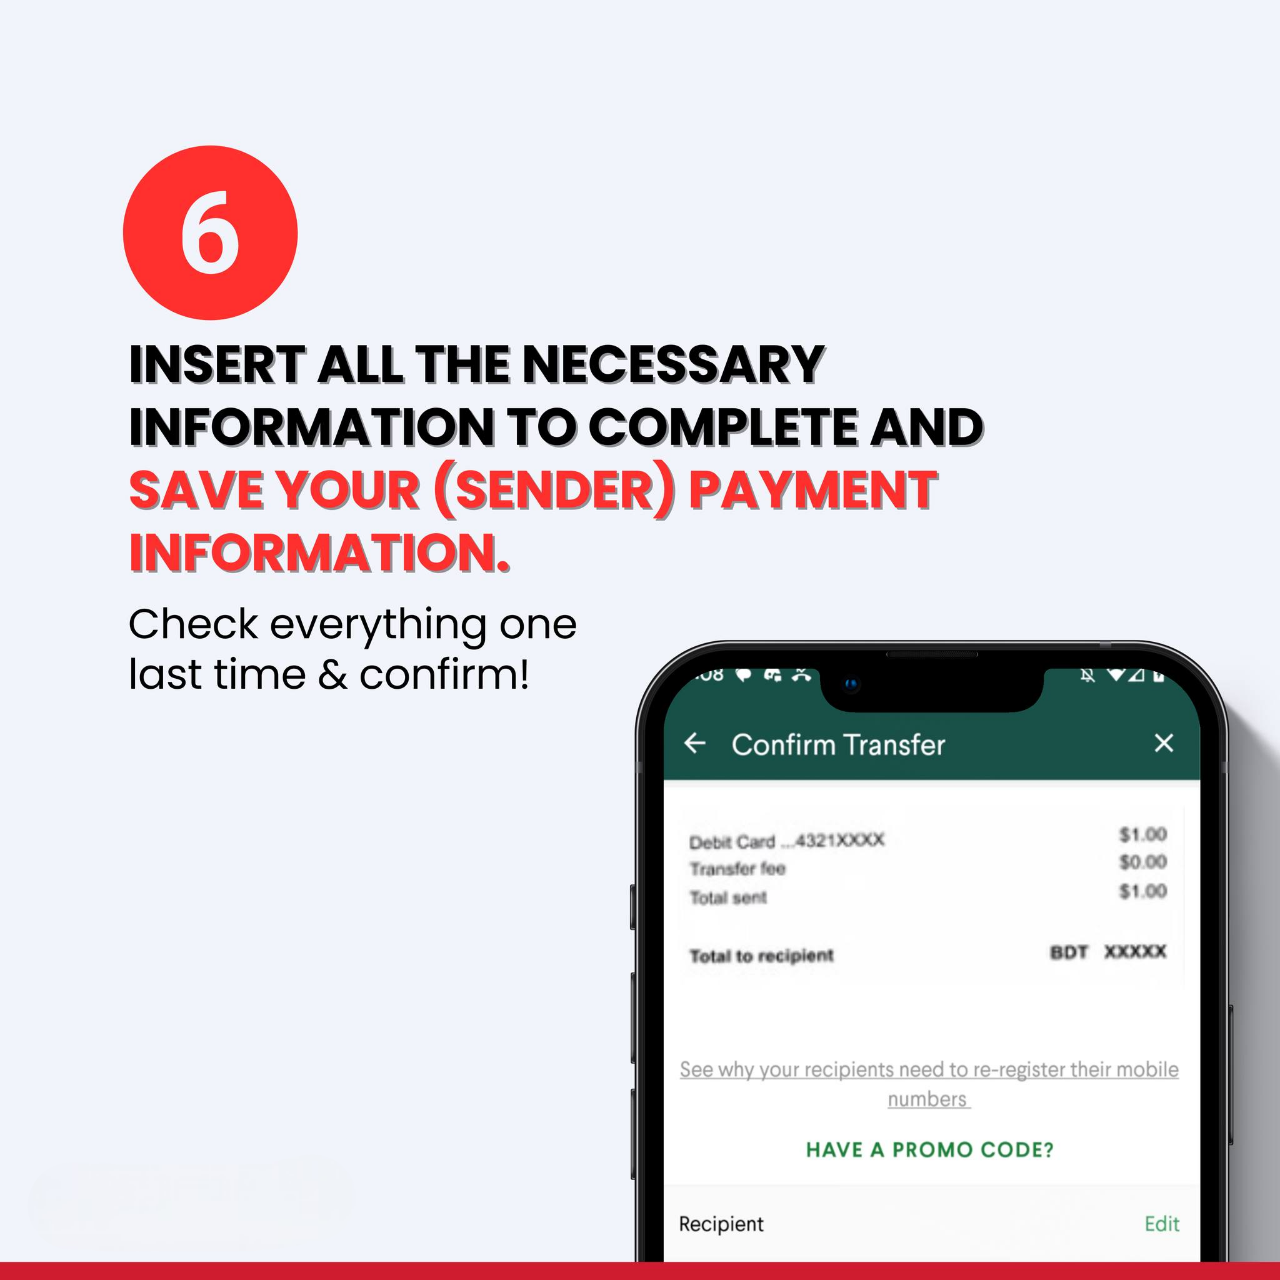 6
INSERT ALL THE NECESSARY
INFORMATION TO COMPLETE AND
SAVE YOUR (SENDER) PAYMENT
INFORMATION.
Check everything one
last time & confirm!
:08
Confirm Transfer
Debit Card ...4321XXXX $1.00
Transfer fee $0.00
Total sent $1.00
Total to recipient BDT XXXXX
See why your recipients need to re-register their mobile
numbers
HAVE A PROMO CODE?
Recipient Edit